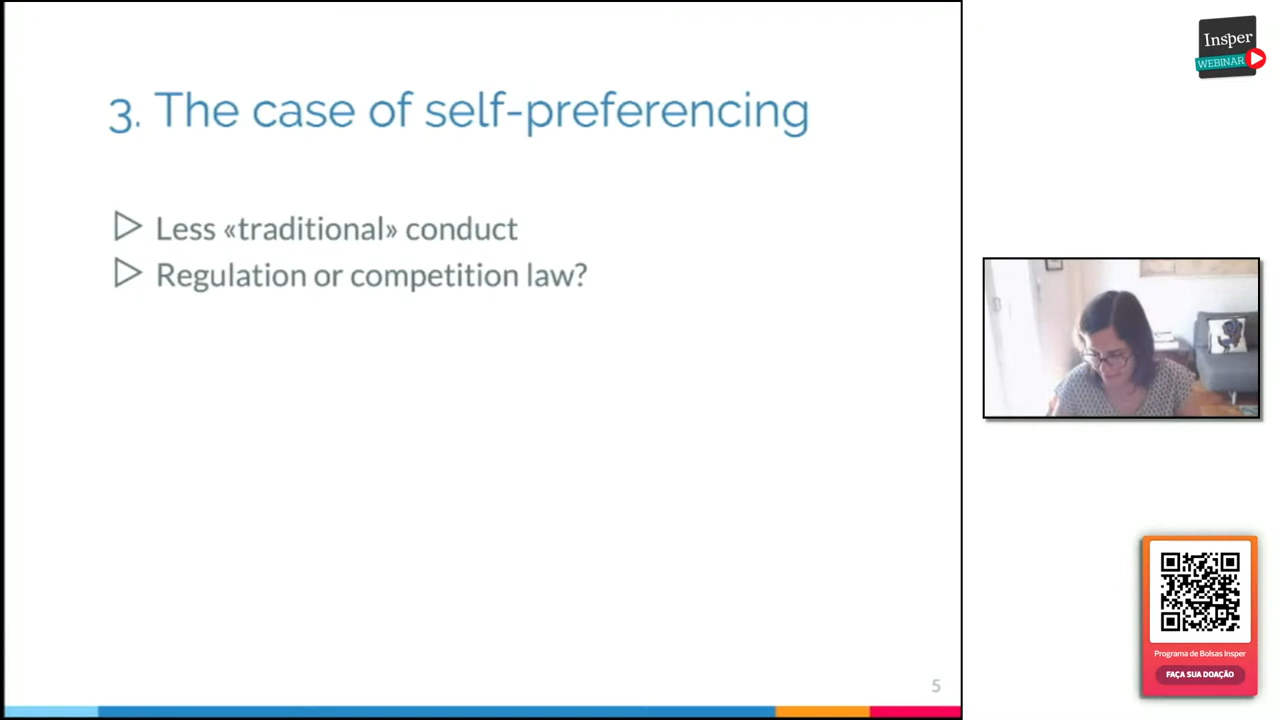 3. The case of self-preferencing
Less «traditional» conduct
Regulation or competition law?
5
Insper
WEBINAR
Programa de Bolsas Insper
FAÇA SUA DOAÇÃO